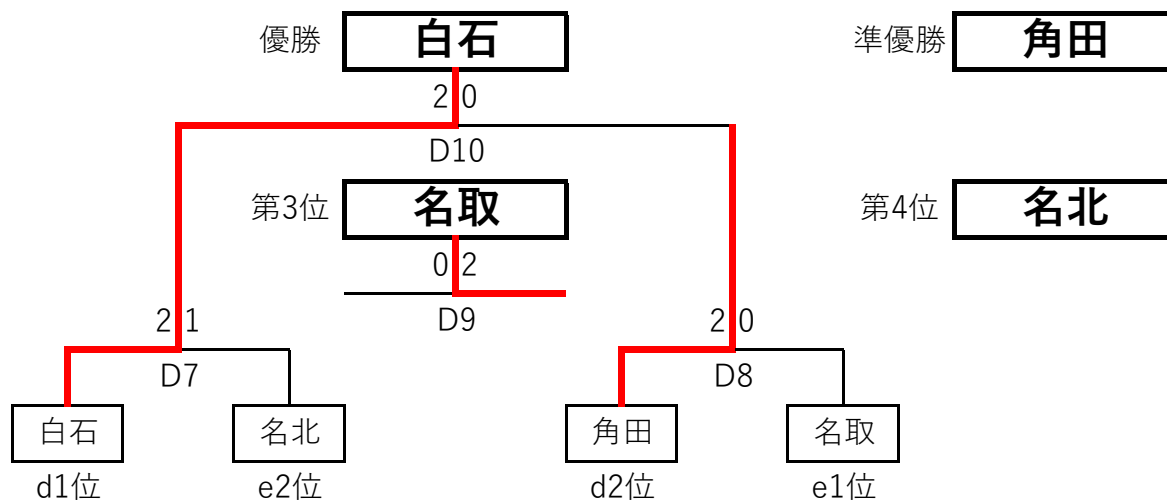 優勝 白石 準優勝 角田
2 0
D10
第3位 名取 第4位 名北
0 2
D9
2 1 2 0
D7 D8
白石 名北 角田 名取
d1位 e2位 d2位 e1位